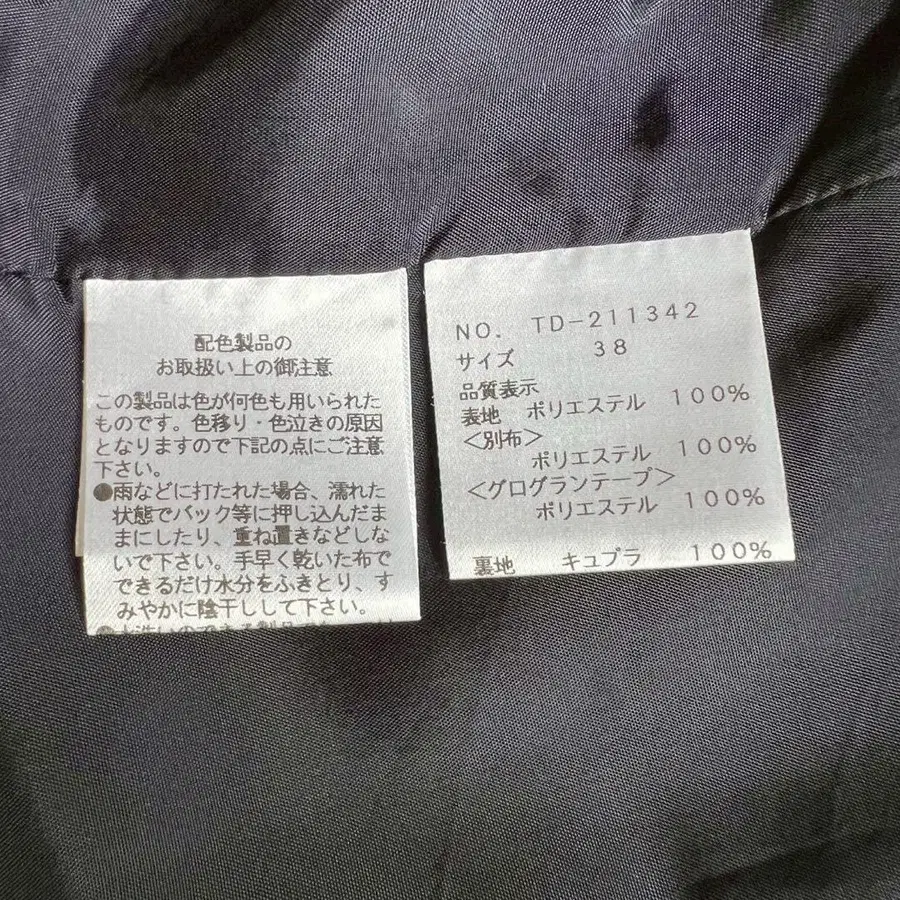 配色製品の
お取扱い上の御注意
この製品は色が何色も用いられた
ものです。色移り・色泣きの原因
となりますので下記の点にご注意
下さい。
●雨などに打たれた場合、濡れた
状態でバック等に押し込んだま
まにしたり、重ね置きなどしな
いで下さい。手早く乾いた布で
できるだけ水分をふきとり、す
みやかに陰干しして下さい。
NO. TD-211342
サイズ 38
品質表示
表地 ポリエステル 100%
<別布>
ポリエステル 100%
<グログランテープ>
ポリエステル 100%
裏地 キュプラ 100%